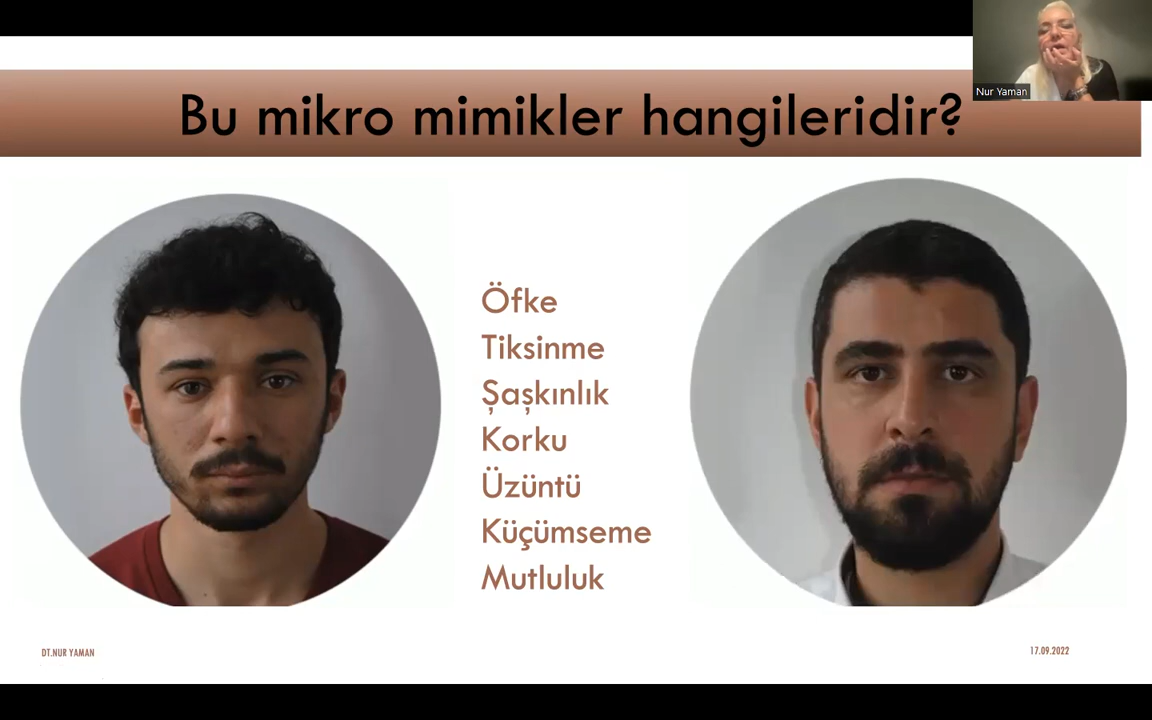 Nur Yaman
Bu mikro mimikler hangileridir?
Öfke
Tiksinme
Şaşkınlık
Korku
Üzüntü
Küçümseme
Mutluluk
DT.NUR YAMAN
17.09.2022